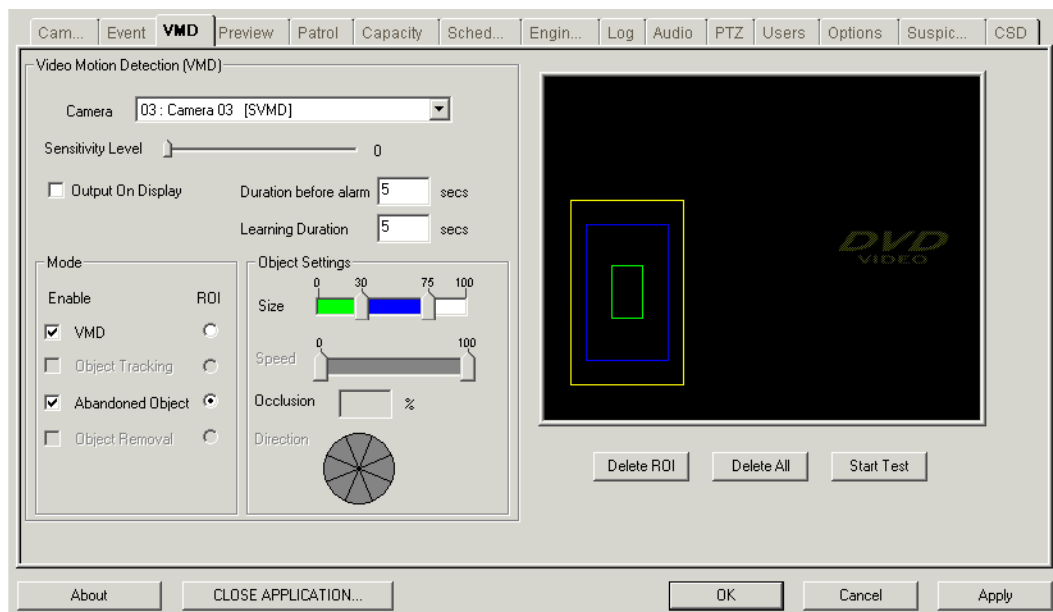 Cam... Event VMD Preview Patrol Capacity Sched... Engin... Log Audio PTZ Users Options Suspic... CSD
Video Motion Detection (VMD)
Camera 03 : Camera 03 [SVMD]
Sensitivity Level 0
Output On Display Duration before alarm 5 secs
Learning Duration 5 secs
Mode
Enable ROI
VMD
Object Tracking
Abandoned Object
Object Removal
Object Settings
0 30 75 100
Size
0 100
Speed
Occlusion %
Direction
DVD
VIDEO
Delete ROI Delete All Start Test
About CLOSE APPLICATION... OK Cancel Apply